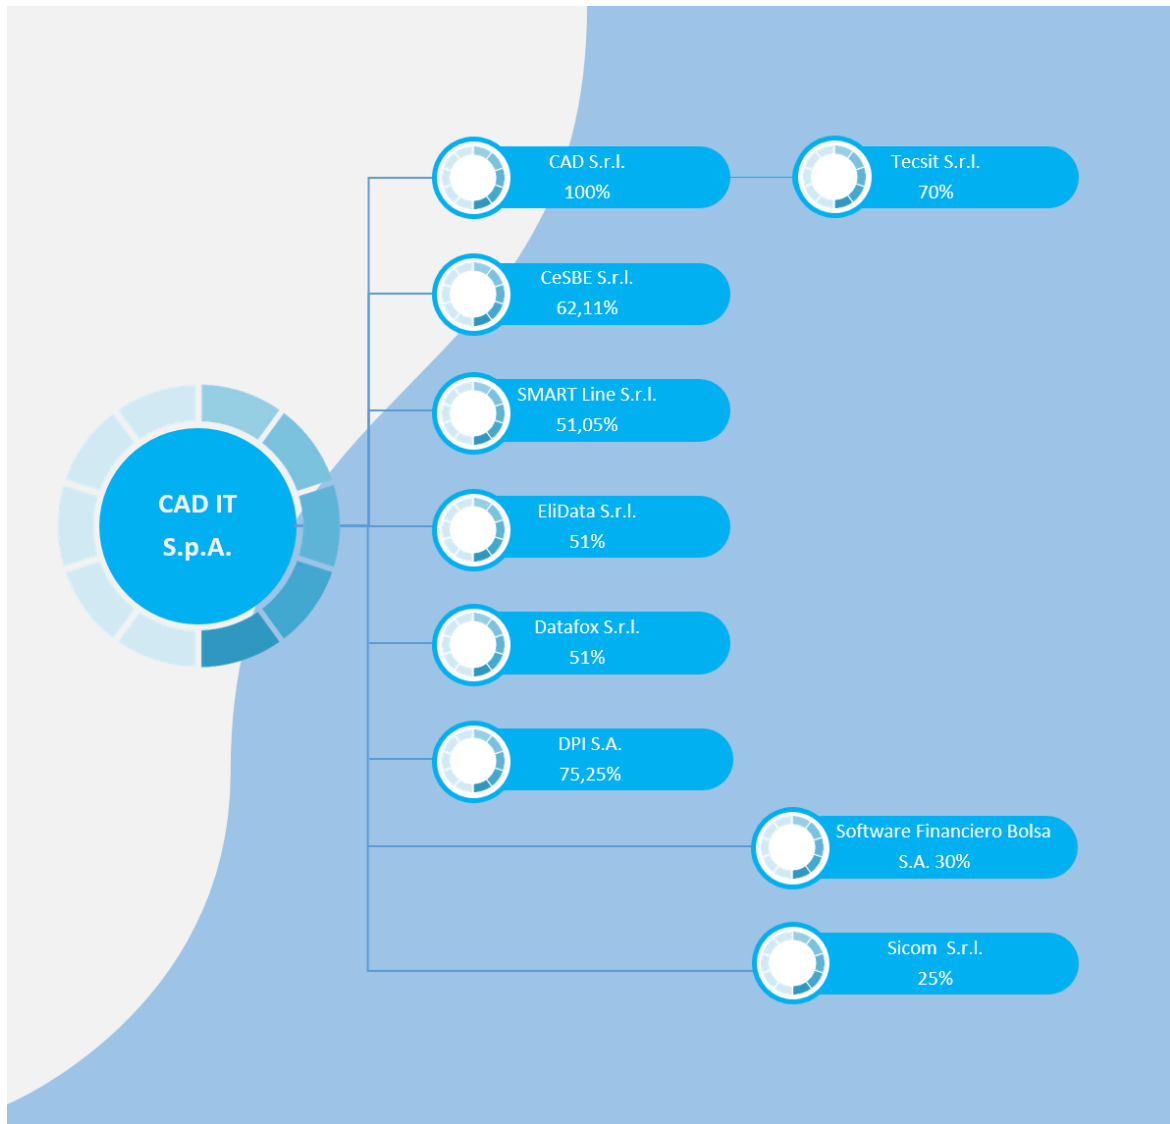 CAD IT
S.p.A.
CAD S.r.l.
100%
Tecsit S.r.l.
70%
CeSBE S.r.l.
62,11%
SMART Line S.r.l.
51,05%
EliData S.r.l.
51%
Datafox S.r.l.
51%
DPI S.A.
75,25%
Software Financiero Bolsa
S.A. 30%
Sicom  S.r.l.
25%